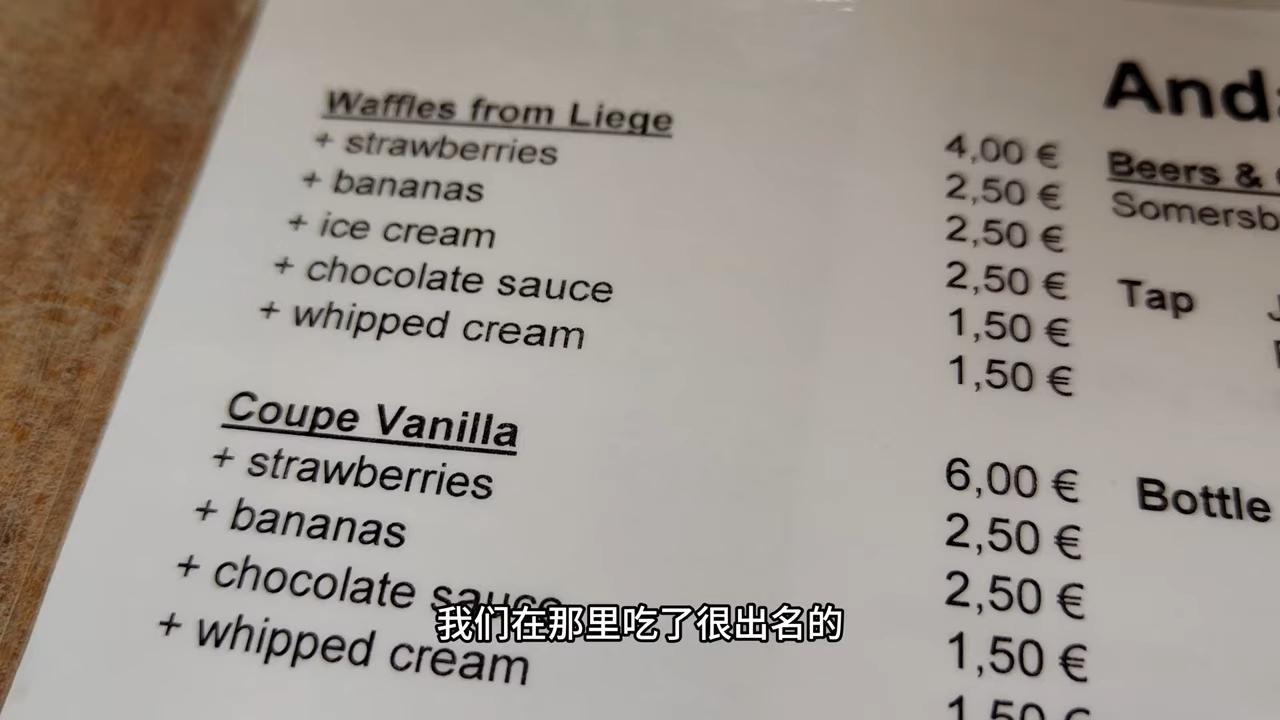 Waffles from Liege 4,00 €
+ strawberries 2,50 €
+ bananas 2,50 €
+ ice cream 2,50 €
+ chocolate sauce 1,50 €
+ whipped cream 1,50 €
Coupe Vanilla 6,00 €
+ strawberries 2,50 €
+ bananas 2,50 €
+ chocolate sauce 1,50 €
+ whipped cream 1,50 €
Beers &
Tap
Bottle
我们在那里吃了很出名的